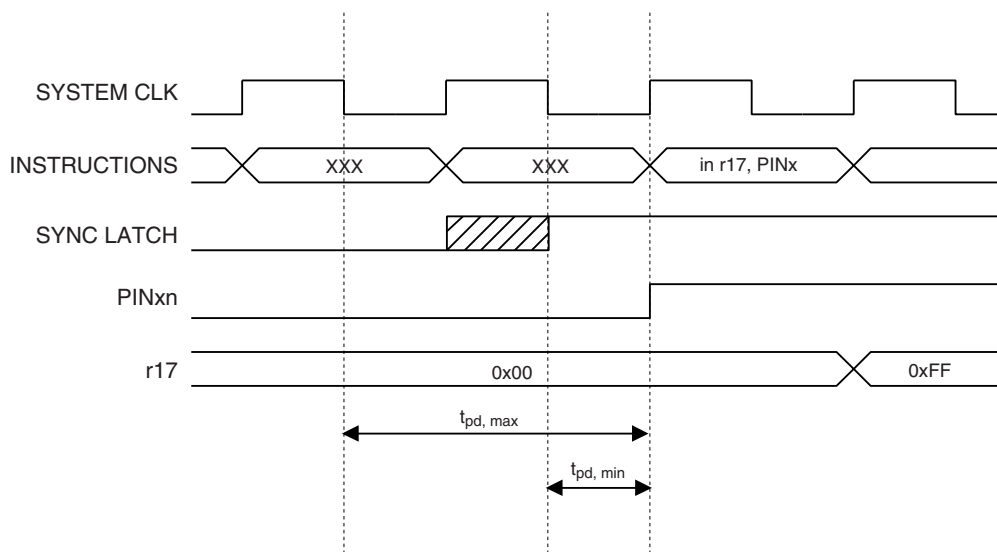 SYSTEM CLK
INSTRUCTIONS XXX XXX in r17, PINx
SYNC LATCH
PINxn
r17 0x00 0xFF
tpd, max
tpd, min